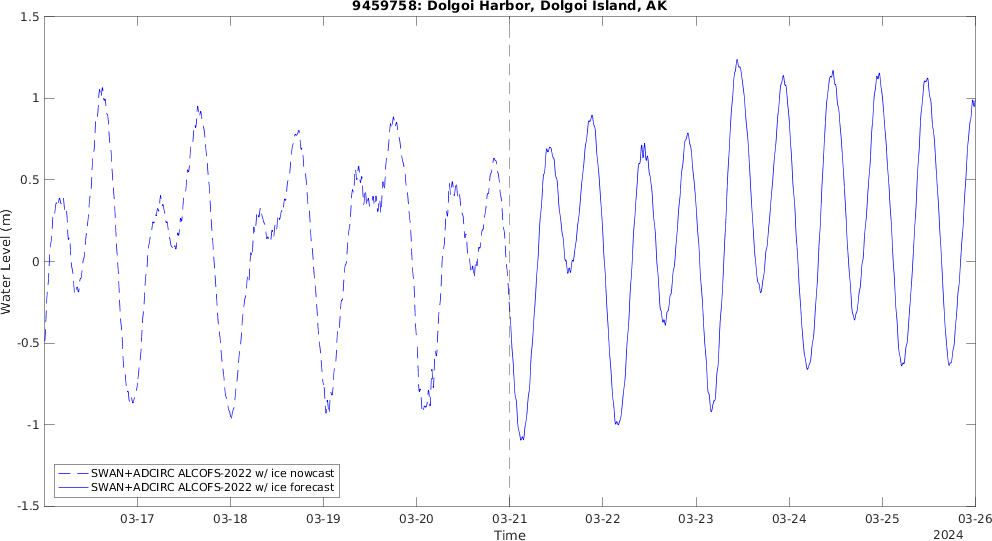 9459758: Dolgoi Harbor, Dolgoi Island, AK
1.5
1
0.5
0
-0.5
-1
-1.5
Water Level (m)
SWAN+ADCIRC ALCOFS-2022 w/ ice nowcast
SWAN+ADCIRC ALCOFS-2022 w/ ice forecast
03-17 03-18 03-19 03-20 03-21 03-22 03-23 03-24 03-25 03-26
Time
2024